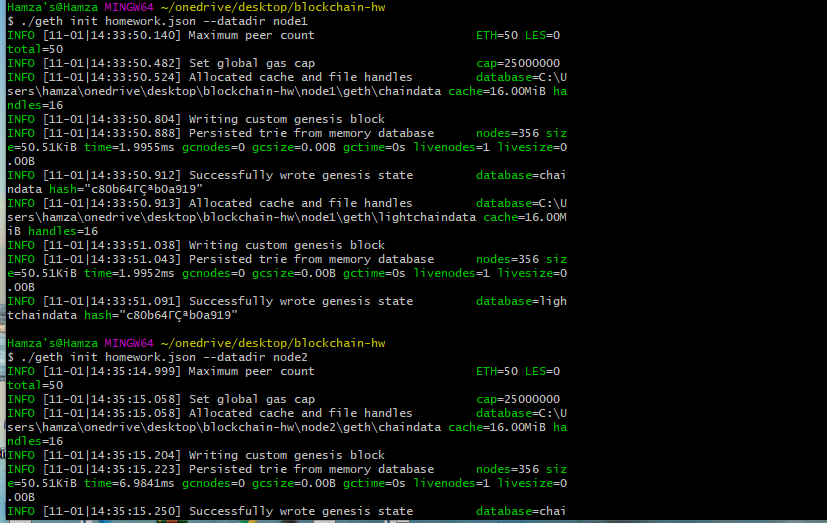 Hamza's@Hamza MINGW64 ~/onedrive/desktop/blockchain-hw
$ ./geth init homework.json --datadir node1
INFO [11-01|14:33:50.140] Maximum peer count                       ETH=50 LES=0
total=50
INFO [11-01|14:33:50.482] Set global gas cap                       cap=25000000
INFO [11-01|14:33:50.524] Allocated cache and file handles         database=C:\U
sers\hamza\onedrive\desktop\blockchain-hw\node1\geth\chaindata cache=16.00MiB ha
ndles=16
INFO [11-01|14:33:50.804] Writing custom genesis block
INFO [11-01|14:33:50.888] Persisted trie from memory database      nodes=356 siz
e=50.51KiB time=1.9955ms gcnodes=0 gcsize=0.00B gctime=0s livenodes=1 livesize=0
.00B
INFO [11-01|14:33:50.912] Successfully wrote genesis state         database=chai
ndata hash="c80b64ΓÇªb0a919"
INFO [11-01|14:33:50.913] Allocated cache and file handles         database=C:\U
sers\hamza\onedrive\desktop\blockchain-hw\node1\geth\lightchaindata cache=16.00M
iB handles=16
INFO [11-01|14:33:51.038] Writing custom genesis block
INFO [11-01|14:33:51.043] Persisted trie from memory database      nodes=356 siz
e=50.51KiB time=1.9952ms gcnodes=0 gcsize=0.00B gctime=0s livenodes=1 livesize=0
.00B
INFO [11-01|14:33:51.091] Successfully wrote genesis state         database=ligh
tchaindata hash="c80b64ΓÇªb0a919"
Hamza's@Hamza MINGW64 ~/onedrive/desktop/blockchain-hw
$ ./geth init homework.json --datadir node2
INFO [11-01|14:35:14.999] Maximum peer count                       ETH=50 LES=0
total=50
INFO [11-01|14:35:15.058] Set global gas cap                       cap=25000000
INFO [11-01|14:35:15.058] Allocated cache and file handles         database=C:\U
sers\hamza\onedrive\desktop\blockchain-hw\node2\geth\chaindata cache=16.00MiB ha
ndles=16
INFO [11-01|14:35:15.204] Writing custom genesis block
INFO [11-01|14:35:15.223] Persisted trie from memory database      nodes=356 siz
e=50.51KiB time=6.9841ms gcnodes=0 gcsize=0.00B gctime=0s livenodes=1 livesize=0
.00B
INFO [11-01|14:35:15.250] Successfully wrote genesis state         database=chai